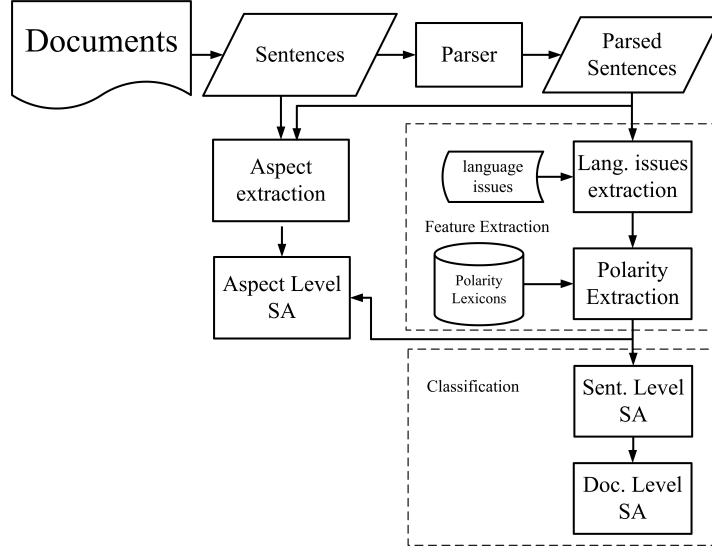 Documents
Sentences
Parser
Parsed
Sentences
Aspect
extraction
language
issues
Lang. issues
extraction
Feature Extraction
Aspect Level
SA
Polarity
Lexicons
Polarity
Extraction
Classification
Sent. Level
SA
Doc. Level
SA